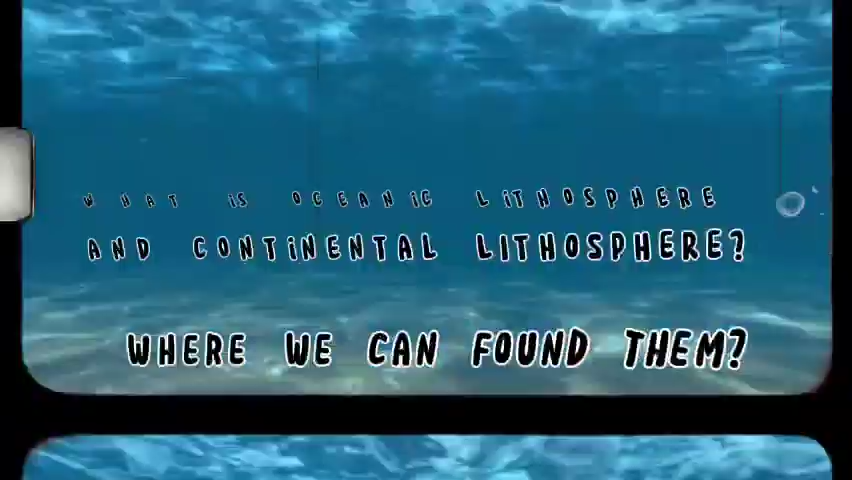 WHAT iS OCEANiC LiTHOSPHERE
AND CONTiNENTAL LITHOSPHERE?
WHERE WE CAN FOUND THEM?